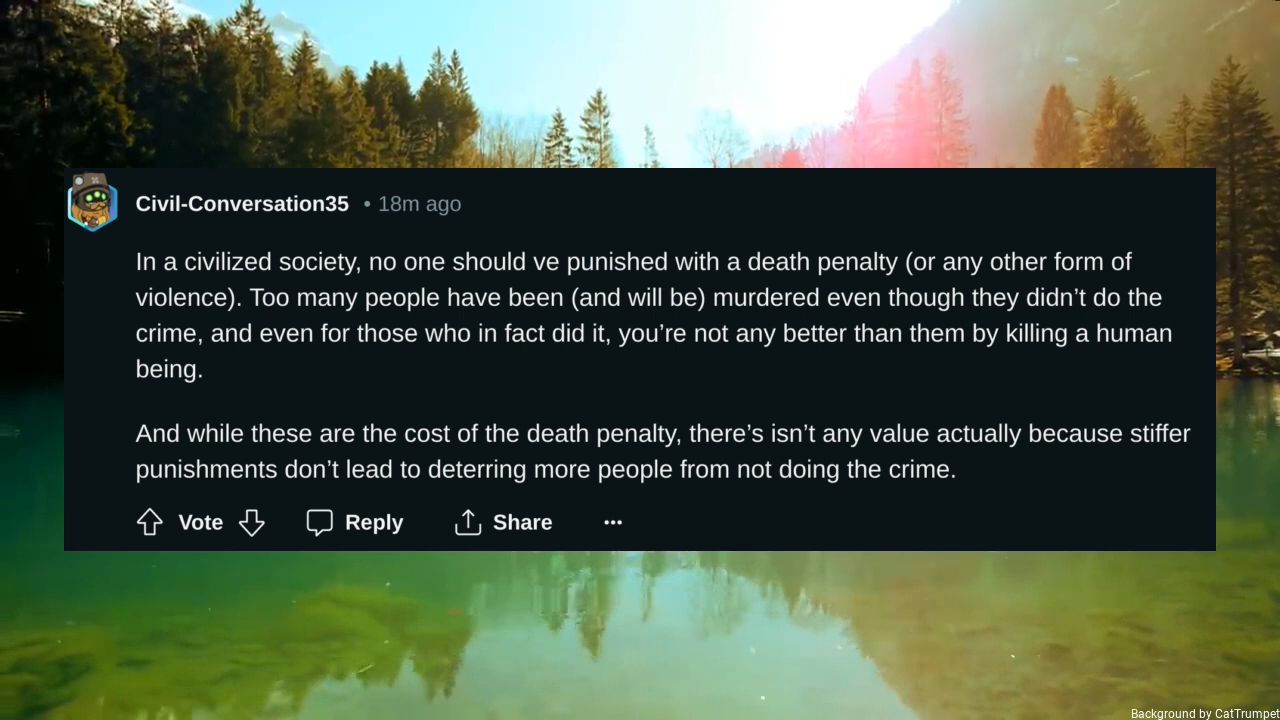 Civil-Conversation35 • 18m ago
In a civilized society, no one should ve punished with a death penalty (or any other form of
violence). Too many people have been (and will be) murdered even though they didn’t do the
crime, and even for those who in fact did it, you’re not any better than them by killing a human
being.
And while these are the cost of the death penalty, there’s isn’t any value actually because stiffer
punishments don’t lead to deterring more people from not doing the crime.
Vote Reply Share ···
Background by CatTrumpet